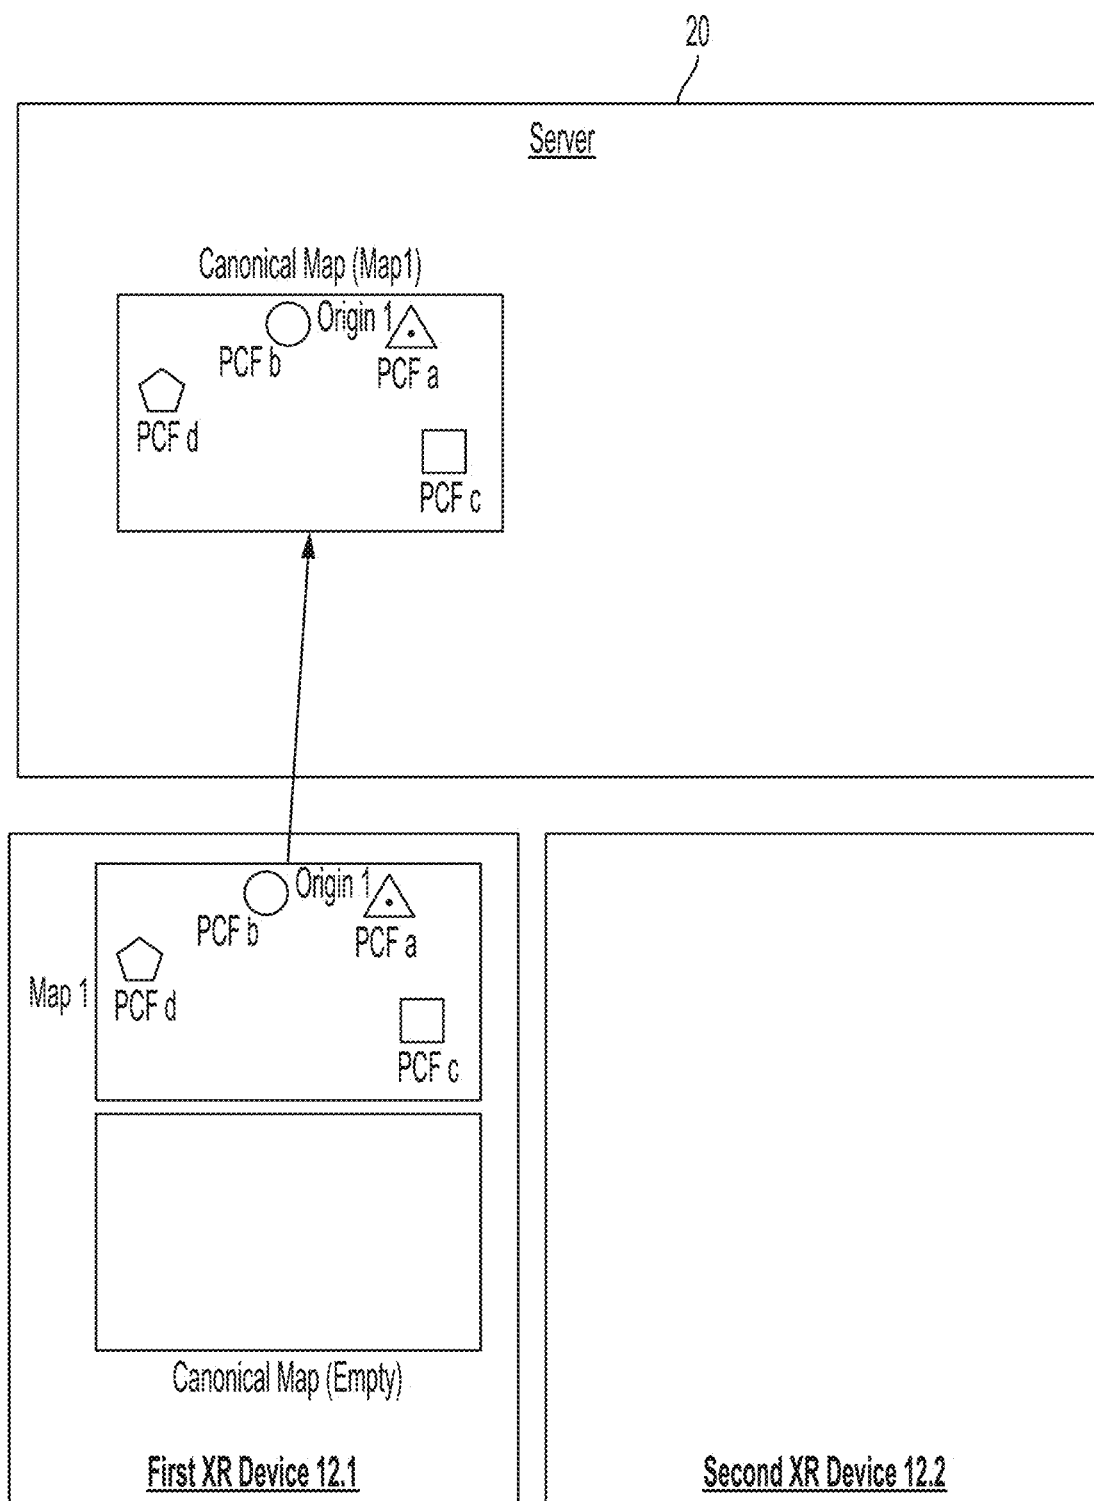 20
Server
Canonical Map (Map1)
Origin 1
PCF b
PCF a
PCF d
PCF c
Origin 1
PCF b
PCF a
Map 1
PCF d
PCF c
Canonical Map (Empty)
First XR Device 12.1
Second XR Device 12.2